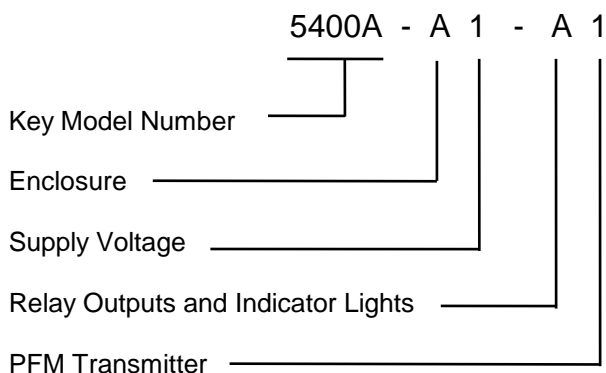 5400A - A 1 - A 1
Key Model Number
Enclosure
Supply Voltage
Relay Outputs and Indicator Lights
PFM Transmitter